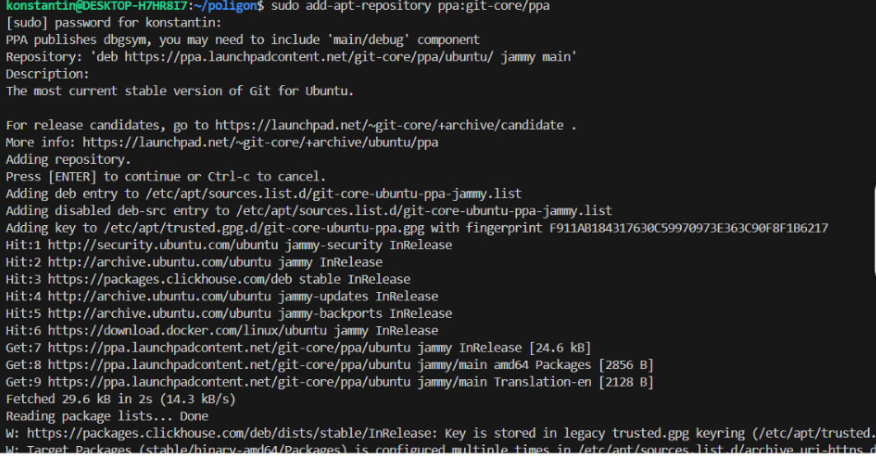 konstantin@DESKTOP-H7HR8I7:~/poligon$ sudo add-apt-repository ppa:git-core/ppa
[sudo] password for konstantin:
PPA publishes dbgsym, you may need to include 'main/debug' component
Repository: 'deb https://ppa.launchpadcontent.net/git-core/ppa/ubuntu/ jammy main'
Description:
The most current stable version of Git for Ubuntu.

For release candidates, go to https://launchpad.net/~git-core/+archive/candidate .
More info: https://launchpad.net/~git-core/+archive/ubuntu/ppa
Adding repository.
Press [ENTER] to continue or Ctrl-c to cancel.
Adding deb entry to /etc/apt/sources.list.d/git-core-ubuntu-ppa-jammy.list
Adding disabled deb-src entry to /etc/apt/sources.list.d/git-core-ubuntu-ppa-jammy.list
Adding key to /etc/apt/trusted.gpg.d/git-core-ubuntu-ppa.gpg with fingerprint F911AB184317630C59970973E363C90F8F1B6217
Hit:1 http://security.ubuntu.com/ubuntu jammy-security InRelease
Hit:2 http://archive.ubuntu.com/ubuntu jammy InRelease
Hit:3 https://packages.clickhouse.com/deb stable InRelease
Hit:4 http://archive.ubuntu.com/ubuntu jammy-updates InRelease
Hit:5 http://archive.ubuntu.com/ubuntu jammy-backports InRelease
Hit:6 https://download.docker.com/linux/ubuntu jammy InRelease
Get:7 https://ppa.launchpadcontent.net/git-core/ppa/ubuntu jammy InRelease [24.6 kB]
Get:8 https://ppa.launchpadcontent.net/git-core/ppa/ubuntu jammy/main amd64 Packages [2856 B]
Get:9 https://ppa.launchpadcontent.net/git-core/ppa/ubuntu jammy/main Translation-en [2128 B]
Fetched 29.6 kB in 2s (14.3 kB/s)
Reading package lists... Done
W: https://packages.clickhouse.com/deb/dists/stable/InRelease: Key is stored in legacy trusted.gpg keyring (/etc/apt/trusted.
W: Target Packages (stable/binary-amd64/Packages) is configured multiple times in /etc/apt/sources.list.d/archive_uri-https_d